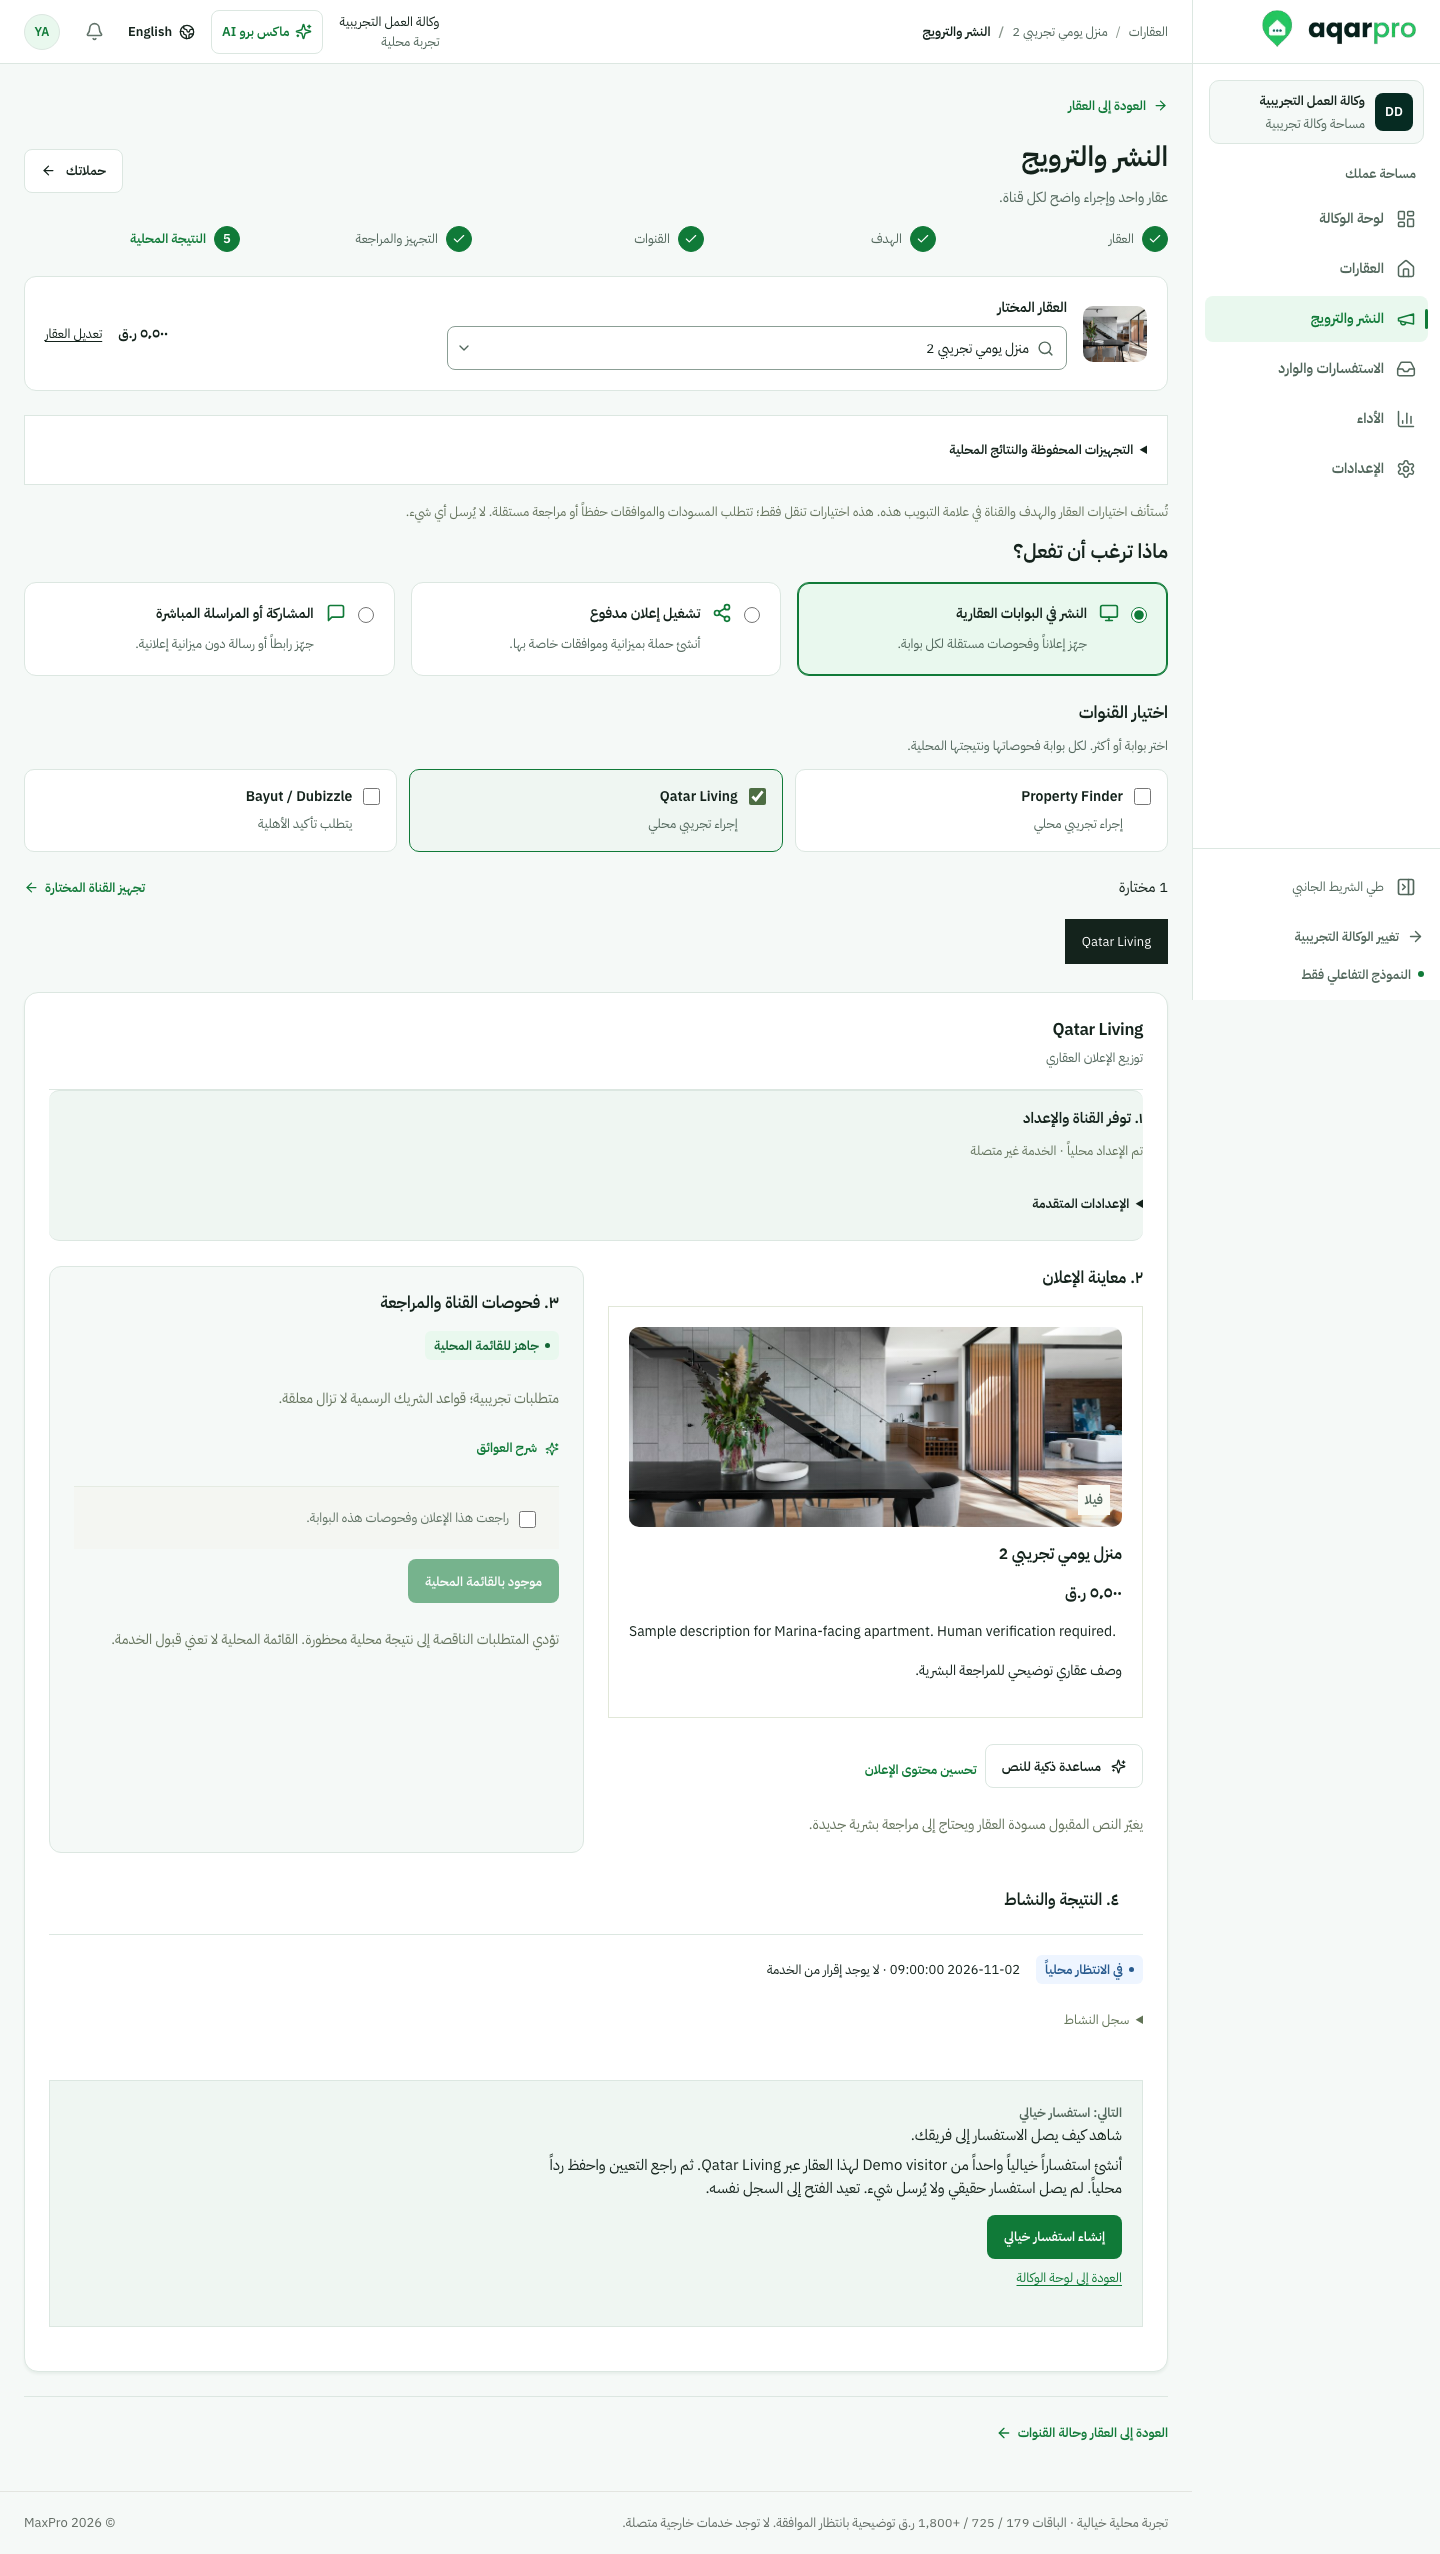 aqarpro
العقارات / منزل يومي تجريبي 2 / النشر والترويج
وكالة العمل التجريبية
تجربة محلية
ماكس برو AI
English
YA
DD
وكالة العمل التجريبية
مساحة وكالة تجريبية
مساحة عملك
لوحة الوكالة
العقارات
النشر والترويج
الاستفسارات والوارد
الأداء
الإعدادات
طي الشريط الجانبي
تغيير الوكالة التجريبية
النموذج التفاعلي فقط
العودة إلى العقار
النشر والترويج
عقار واحد وإجراء واضح لكل قناة.
حملاتك
العقار
الهدف
القنوات
التجهيز والمراجعة
5 النتيجة المحلية
العقار المختار
منزل يومي تجريبي 2
٥٬٥٠٠ ر.ق
تعديل العقار
التجهيزات المحفوظة والنتائج المحلية
تُستأنف اختيارات العقار والهدف والقناة في علامة التبويب هذه. هذه اختيارات تنقل فقط؛ تتطلب المسودات والموافقات حفظاً أو مراجعة مستقلة. لا يُرسل أي شيء.
ماذا ترغب أن تفعل؟
النشر في البوابات العقارية
جهّز إعلاناً وفحوصات مستقلة لكل بوابة.
تشغيل إعلان مدفوع
أنشئ حملة بميزانية وموافقات خاصة بها.
المشاركة أو المراسلة المباشرة
جهّز رابطاً أو رسالة دون ميزانية إعلانية.
اختيار القنوات
اختر بوابة أو أكثر. لكل بوابة فحوصاتها ونتيجتها المحلية.
Property Finder
إجراء تجريبي محلي
Qatar Living
إجراء تجريبي محلي
Bayut / Dubizzle
يتطلب تأكيد الأهلية
1 مختارة
تجهيز القناة المختارة
Qatar Living
Qatar Living
توزيع الإعلان العقاري
١. توفر القناة والإعداد
تم الإعداد محلياً · الخدمة غير متصلة
الإعدادات المتقدمة
٢. معاينة الإعلان
فيلا
منزل يومي تجريبي 2
٥٬٥٠٠ ر.ق
Sample description for Marina-facing apartment. Human verification required.
وصف عقاري توضيحي للمراجعة البشرية.
مساعدة ذكية للنص
تحسين محتوى الإعلان
يغيّر النص المقبول مسودة العقار ويحتاج إلى مراجعة بشرية جديدة.
٣. فحوصات القناة والمراجعة
جاهز للقائمة المحلية
متطلبات تجريبية؛ قواعد الشريك الرسمية لا تزال معلقة.
شرح العوائق
راجعت هذا الإعلان وفحوصات هذه البوابة.
موجود بالقائمة المحلية
تؤدي المتطلبات الناقصة إلى نتيجة محلية محظورة. القائمة المحلية لا تعني قبول الخدمة.
٤. النتيجة والنشاط
في الانتظار محلياً
2026-11-02 09:00:00 · لا يوجد إقرار من الخدمة
سجل النشاط
التالي: استفسار خيالي
شاهد كيف يصل الاستفسار إلى فريقك.
أنشئ استفساراً خيالياً واحداً من Demo visitor لهذا العقار عبر Qatar Living. ثم راجع التعيين واحفظ رداً
محلياً. لم يصل استفسار حقيقي ولا يُرسل شيء. تعيد الفتح إلى السجل نفسه.
إنشاء استفسار خيالي
العودة إلى لوحة الوكالة
العودة إلى العقار وحالة القنوات
تجربة محلية خيالية · الباقات 179 / 725 / +1,800 ر.ق توضيحية بانتظار الموافقة. لا توجد خدمات خارجية متصلة.
© 2026 MaxPro